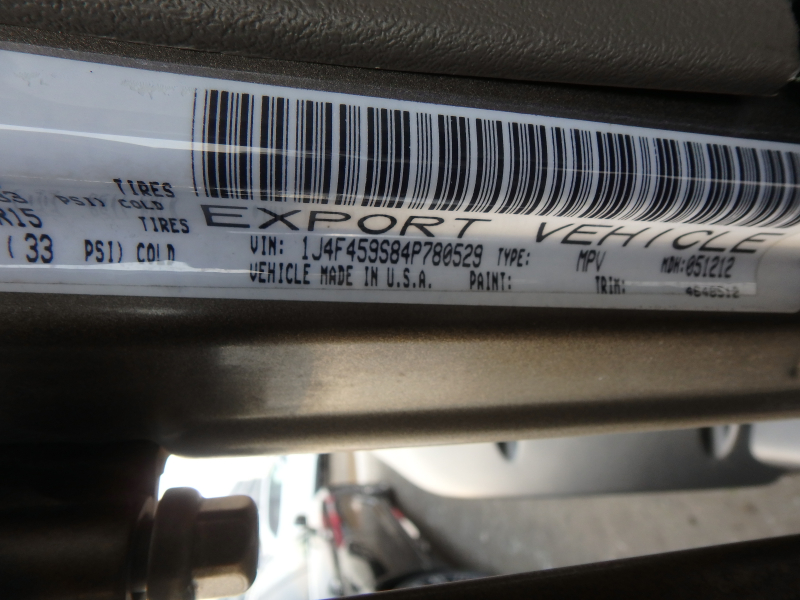 TIRES
33 PSI) COLD
R15 TIRES
(33 PSI) COLD
EXPORT VEHICLE
VIN: 1J4F459S84P780529 TYPE: MPV MDH:051212
VEHICLE MADE IN U.S.A. PAINT: TRIM: